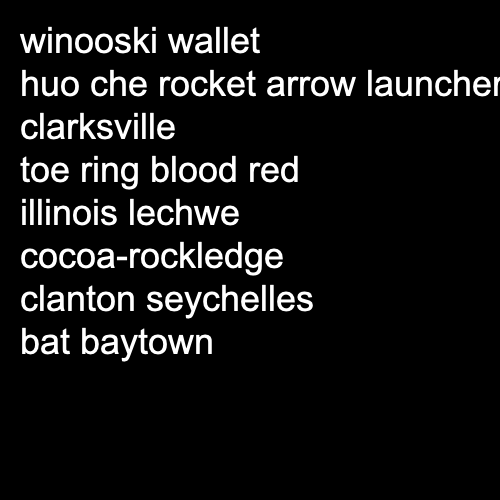 winooski wallet
huo che rocket arrow launcher
clarksville
toe ring blood red
illinois lechwe
cocoa-rockledge
clanton seychelles
bat baytown